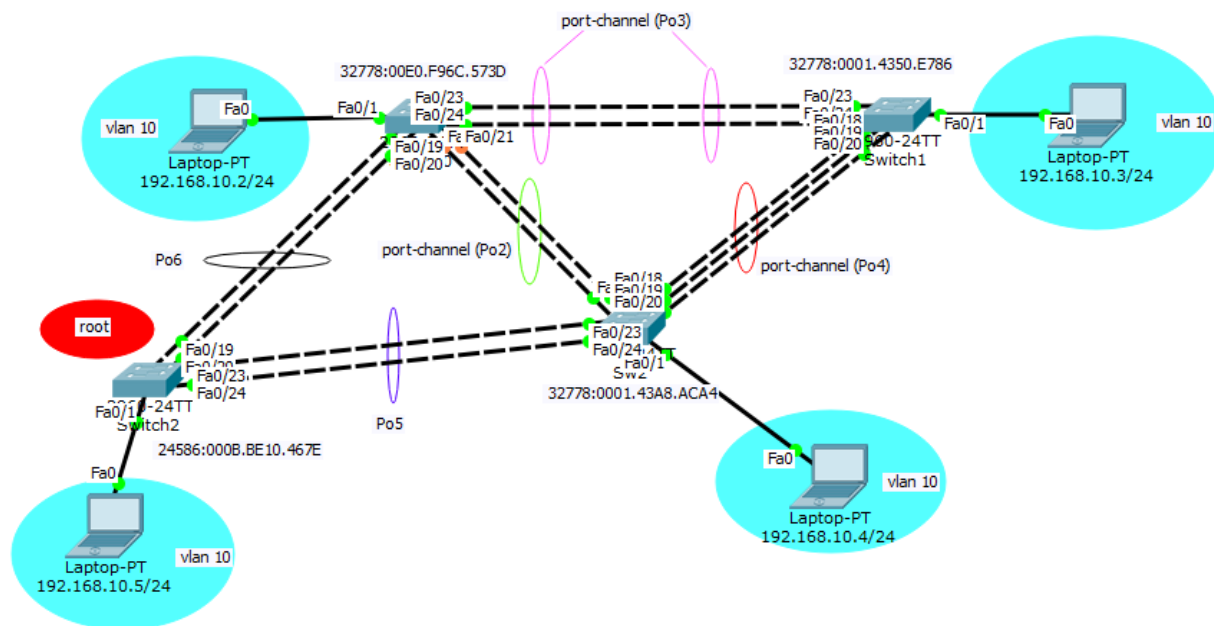 port-channel (Po3)
32778:00E0.F96C.573D
32778:0001.4350.E786
Fa0
Fa0/1
Fa0/23
Fa0/24
Fa0/21
Fa0/19
Fa0/20
vlan 10
Laptop-PT
192.168.10.2/24
Fa0/23
Fa0/18
Fa0/19
Fa0/20
Fa0/1
Fa0
vlan 10
Switch1
Laptop-PT
192.168.10.3/24
port-channel (Po2)
Po6
port-channel (Po4)
root
Fa0/18
Fa0/19
Fa0/20
Fa0/23
Fa0/24
Fa0/1
Sw2
32778:0001.43A8.ACA4
Fa0/19
Fa0/23
Fa0/24
Fa0/1
Switch2
Po5
24586:000B.BE10.467E
Fa0
vlan 10
Laptop-PT
192.168.10.5/24
Fa0
vlan 10
Laptop-PT
192.168.10.4/24